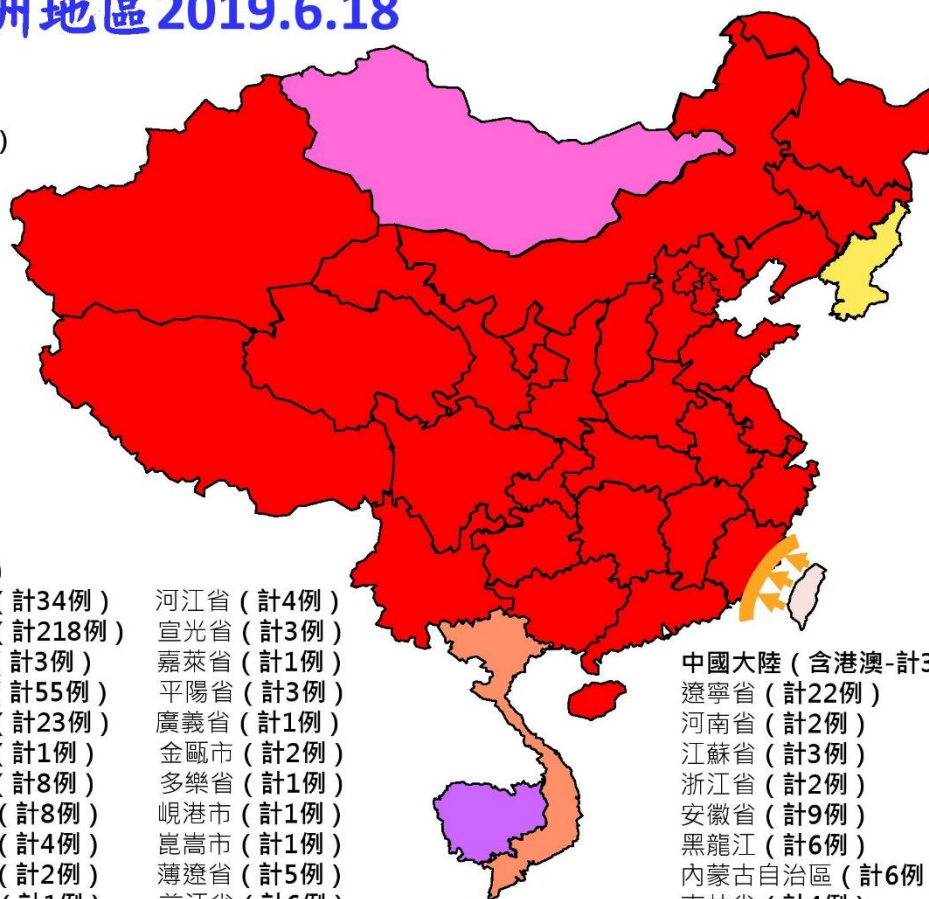 州地區2019.6.18
)
)
(計34例)
(計218例)
計3例)
計55例)
(計23例)
(計1例)
(計8例)
(計8例)
(計4例)
(計2例)
河江省(計4例)
宣光省(計3例)
嘉萊省(計1例)
平陽省(計3例)
廣義省(計1例)
金甌市(計2例)
多樂省(計1例)
峴港市(計1例)
崑嵩市(計1例)
薄遼省(計5例)
中國大陸(含港澳-計3
遼寧省(計22例)
河南省(計2例)
江蘇省(計3例)
浙江省(計2例)
安徽省(計9例)
黑龍江(計6例)
內蒙古自治區(計6例